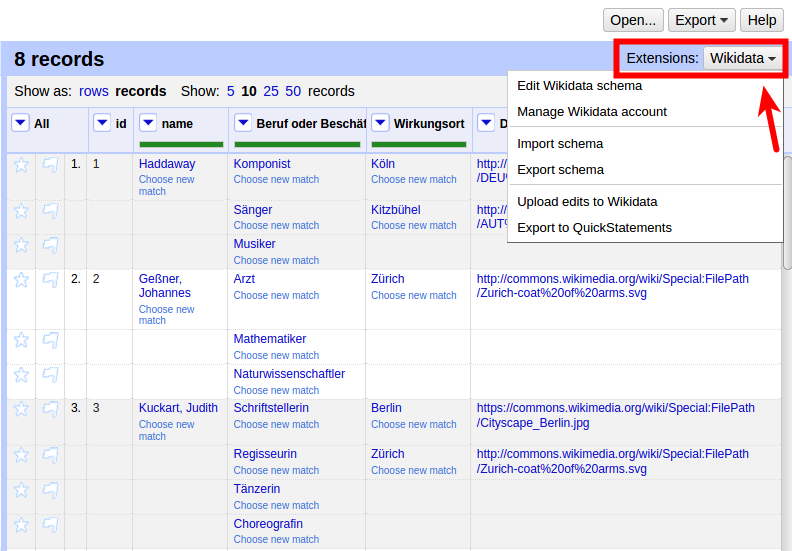 Open... Export Help
8 records
Extensions: Wikidata
Show as: rows records Show: 5 10 25 50 records
Edit Wikidata schema
Manage Wikidata account
Import schema
Export schema
Upload edits to Wikidata
Export to QuickStatements
All id name Beruf oder Beschäf Wirkungsort D
1. 1 Haddaway Komponist Köln http://
Choose new Choose new match Choose new match /DEU
match
Sänger Kitzbühel http://
Choose new match Choose new match /AUT%
Musiker
Choose new match
2. 2 Geßner, Arzt Zürich http://commons.wikimedia.org/wiki/Special:FilePath
Johannes Choose new match Choose new match /Zurich-coat%20of%20arms.svg
Choose new
match
Mathematiker
Choose new match
Naturwissenschaftler
Choose new match
3. 3 Kuckart, Judith Schriftstellerin Berlin https://commons.wikimedia.org/wiki/Special:FilePath
Choose new Choose new match Choose new match /Cityscape_Berlin.jpg
match
Regisseurin Zürich http://commons.wikimedia.org/wiki/Special:FilePath
Choose new match Choose new match /Zurich-coat%20of%20arms.svg
Tänzerin
Choose new match
Choreografin
Choose new match